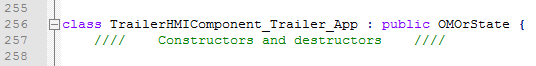 255
256 class TrailerHMIComponent_Trailer_App : public OMOrState {
257 ////    Constructors and destructors    ////
258